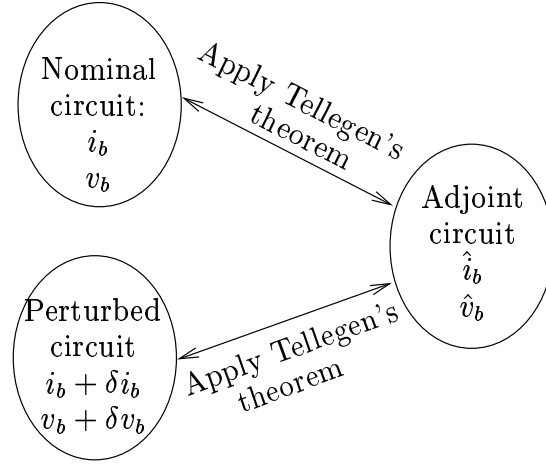 Nominal
circuit:
i_b
v_b
Apply Tellegen's
theorem
Adjoint
circuit
î_b
v̂_b
Perturbed
circuit
i_b + δi_b
v_b + δv_b
Apply Tellegen's
theorem